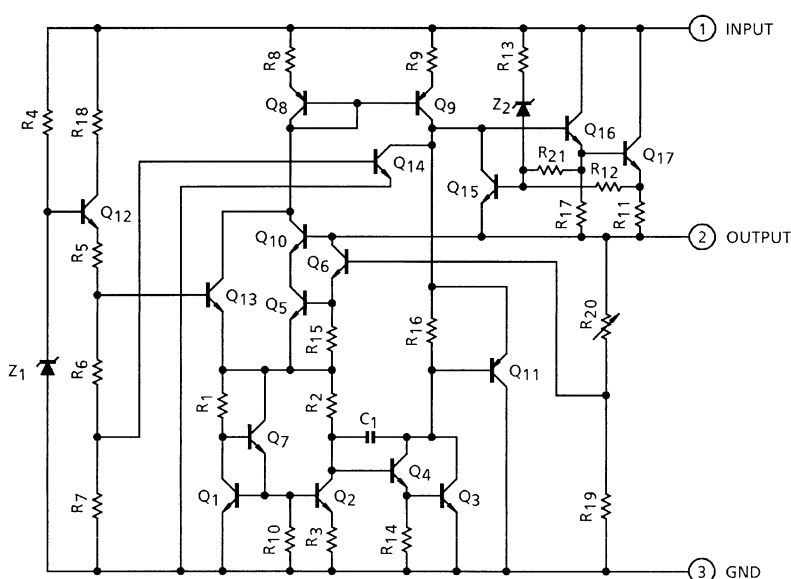 1 INPUT
R8
R9
R13
R4
R18
Q8
Q9
Z2
Q16
Q14
R21
Q17
Q15
R12
Q12
R17
R11
Q10
2 OUTPUT
R5
Q6
Q13
Q5
R20
R15
R16
Z1
R6
Q11
R1
R2
C1
Q7
Q4
Q1
Q2
Q3
R7
R19
R10
R3
R14
3 GND